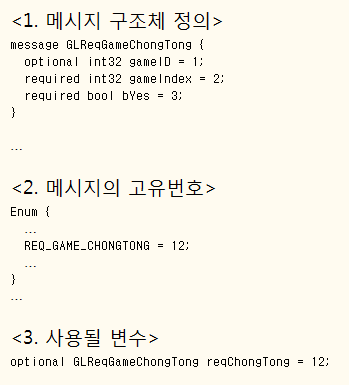 <1. 메시지 구조체 정의>
message GLReqGameChongTong {
optional int32 gameID = 1;
required int32 gameIndex = 2;
required bool bYes = 3;
}
...
<2. 메시지의 고유번호>
Enum {
...
REQ_GAME_CHONGTONG = 12;
...
}
...
<3. 사용될 변수>
optional GLReqGameChongTong reqChongTong = 12;